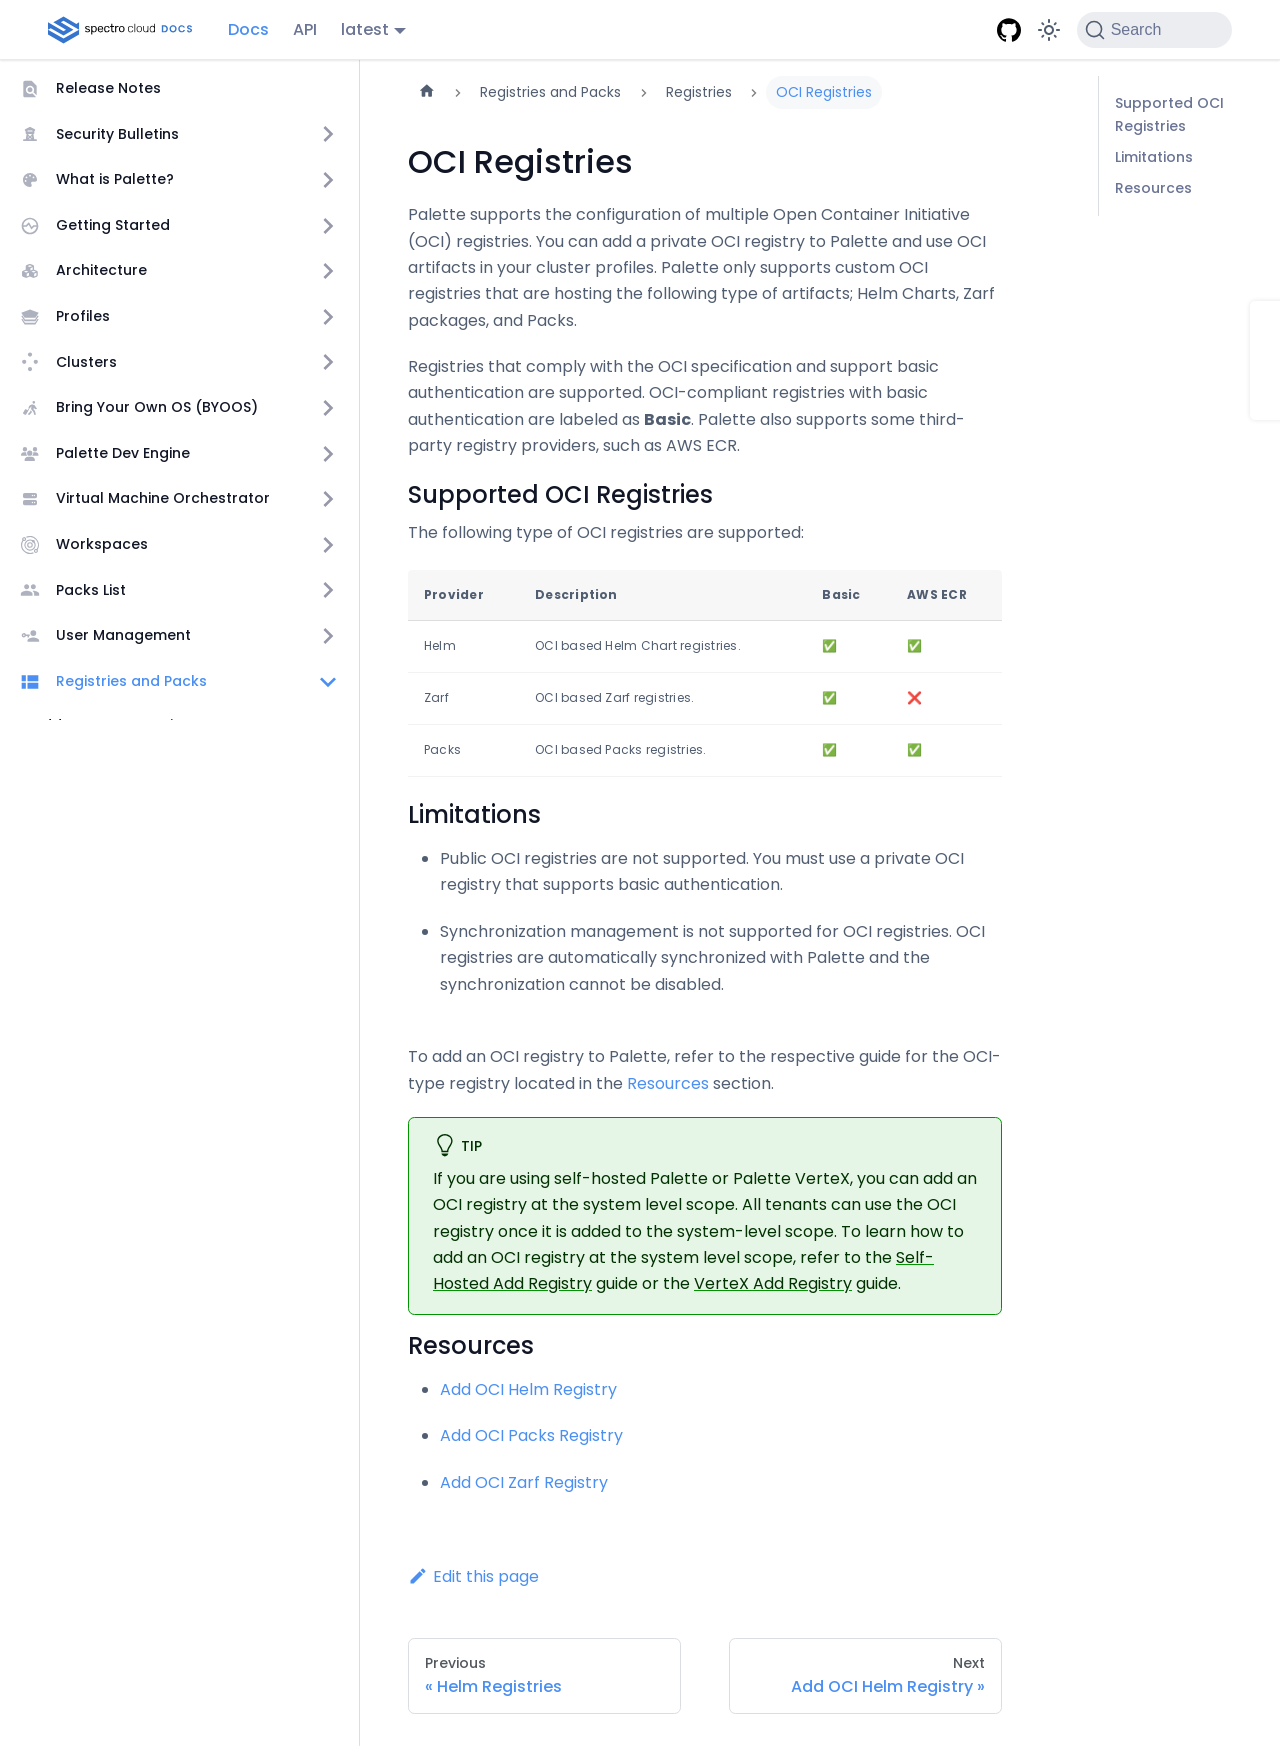 spectro cloud DOCS
Docs
API
latest
Search
Release Notes
Security Bulletins
What is Palette?
Getting Started
Architecture
Profiles
Clusters
Bring Your Own OS (BYOOS)
Palette Dev Engine
Virtual Machine Orchestrator
Workspaces
Packs List
User Management
Registries and Packs
Registries and Packs
Registries
OCI Registries
OCI Registries
Palette supports the configuration of multiple Open Container Initiative
(OCI) registries. You can add a private OCI registry to Palette and use OCI
artifacts in your cluster profiles. Palette only supports custom OCI
registries that are hosting the following type of artifacts; Helm Charts, Zarf
packages, and Packs.
Registries that comply with the OCI specification and support basic
authentication are supported. OCI-compliant registries with basic
authentication are labeled as Basic. Palette also supports some third-
party registry providers, such as AWS ECR.
Supported OCI Registries
The following type of OCI registries are supported:
Provider Description Basic AWS ECR
Helm OCI based Helm Chart registries. ✅ ✅
Zarf OCI based Zarf registries. ✅ ❌
Packs OCI based Packs registries. ✅ ✅
Limitations
• Public OCI registries are not supported. You must use a private OCI
registry that supports basic authentication.
• Synchronization management is not supported for OCI registries. OCI
registries are automatically synchronized with Palette and the
synchronization cannot be disabled.
To add an OCI registry to Palette, refer to the respective guide for the OCI-
type registry located in the Resources section.
TIP
If you are using self-hosted Palette or Palette VerteX, you can add an
OCI registry at the system level scope. All tenants can use the OCI
registry once it is added to the system-level scope. To learn how to
add an OCI registry at the system level scope, refer to the Self-
Hosted Add Registry guide or the VerteX Add Registry guide.
Resources
• Add OCI Helm Registry
• Add OCI Packs Registry
• Add OCI Zarf Registry
Edit this page
Previous
« Helm Registries
Next
Add OCI Helm Registry »
Supported OCI
Registries
Limitations
Resources